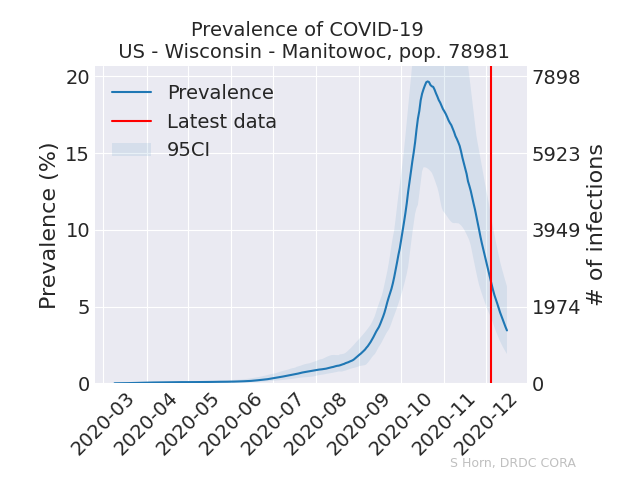 Prevalence of COVID-19
US - Wisconsin - Manitowoc, pop. 78981
Prevalence
Latest data
95CI
Prevalence (%)
20
15
10
5
0
7898
5923
3949
1974
0
# of infections
2020-03
2020-04
2020-05
2020-06
2020-07
2020-08
2020-09
2020-10
2020-11
2020-12
S Horn, DRDC CORA